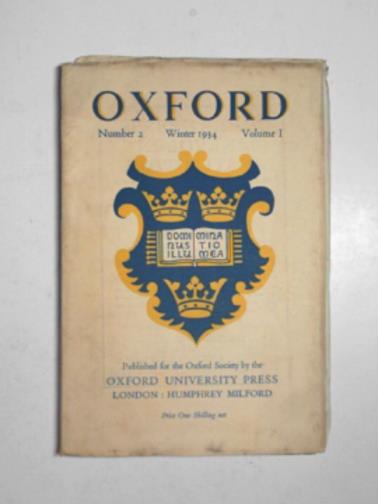 OXFORD
Number 2 Winter 1934 Volume I
DOMI MINA
NUS TIO
ILLU MEA
Published for the Oxford Society by the
OXFORD UNIVERSITY PRESS
LONDON : HUMPHREY MILFORD
Price One Shilling net